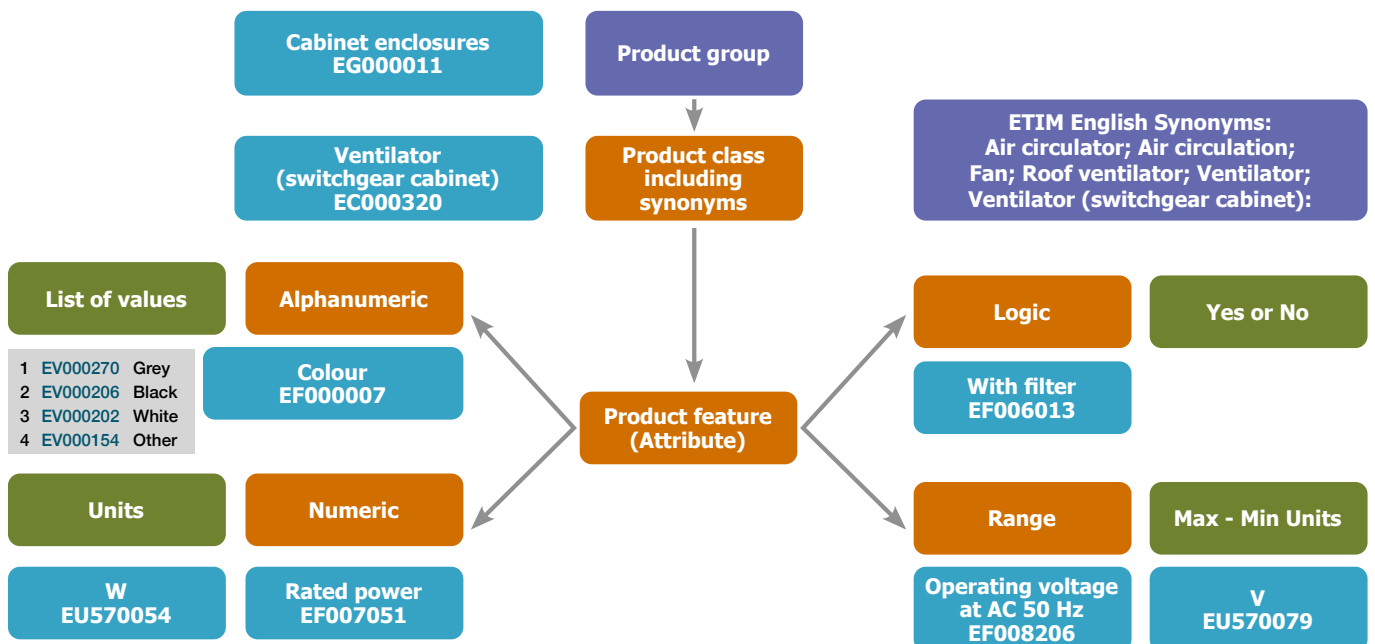 Cabinet enclosures
EG000011
Product group
Ventilator
(switchgear cabinet)
EC000320
Product class
including
synonyms
ETIM English Synonyms:
Air circulator; Air circulation;
Fan; Roof ventilator; Ventilator;
Ventilator (switchgear cabinet):
List of values
Alphanumeric
Logic
Yes or No
1 EV000270 Grey
2 EV000206 Black
3 EV000202 White
4 EV000154 Other
Colour
EF000007
With filter
EF006013
Product feature
(Attribute)
Units
Numeric
Range
Max - Min Units
W
EU570054
Rated power
EF007051
Operating voltage
at AC 50 Hz
EF008206
V
EU570079